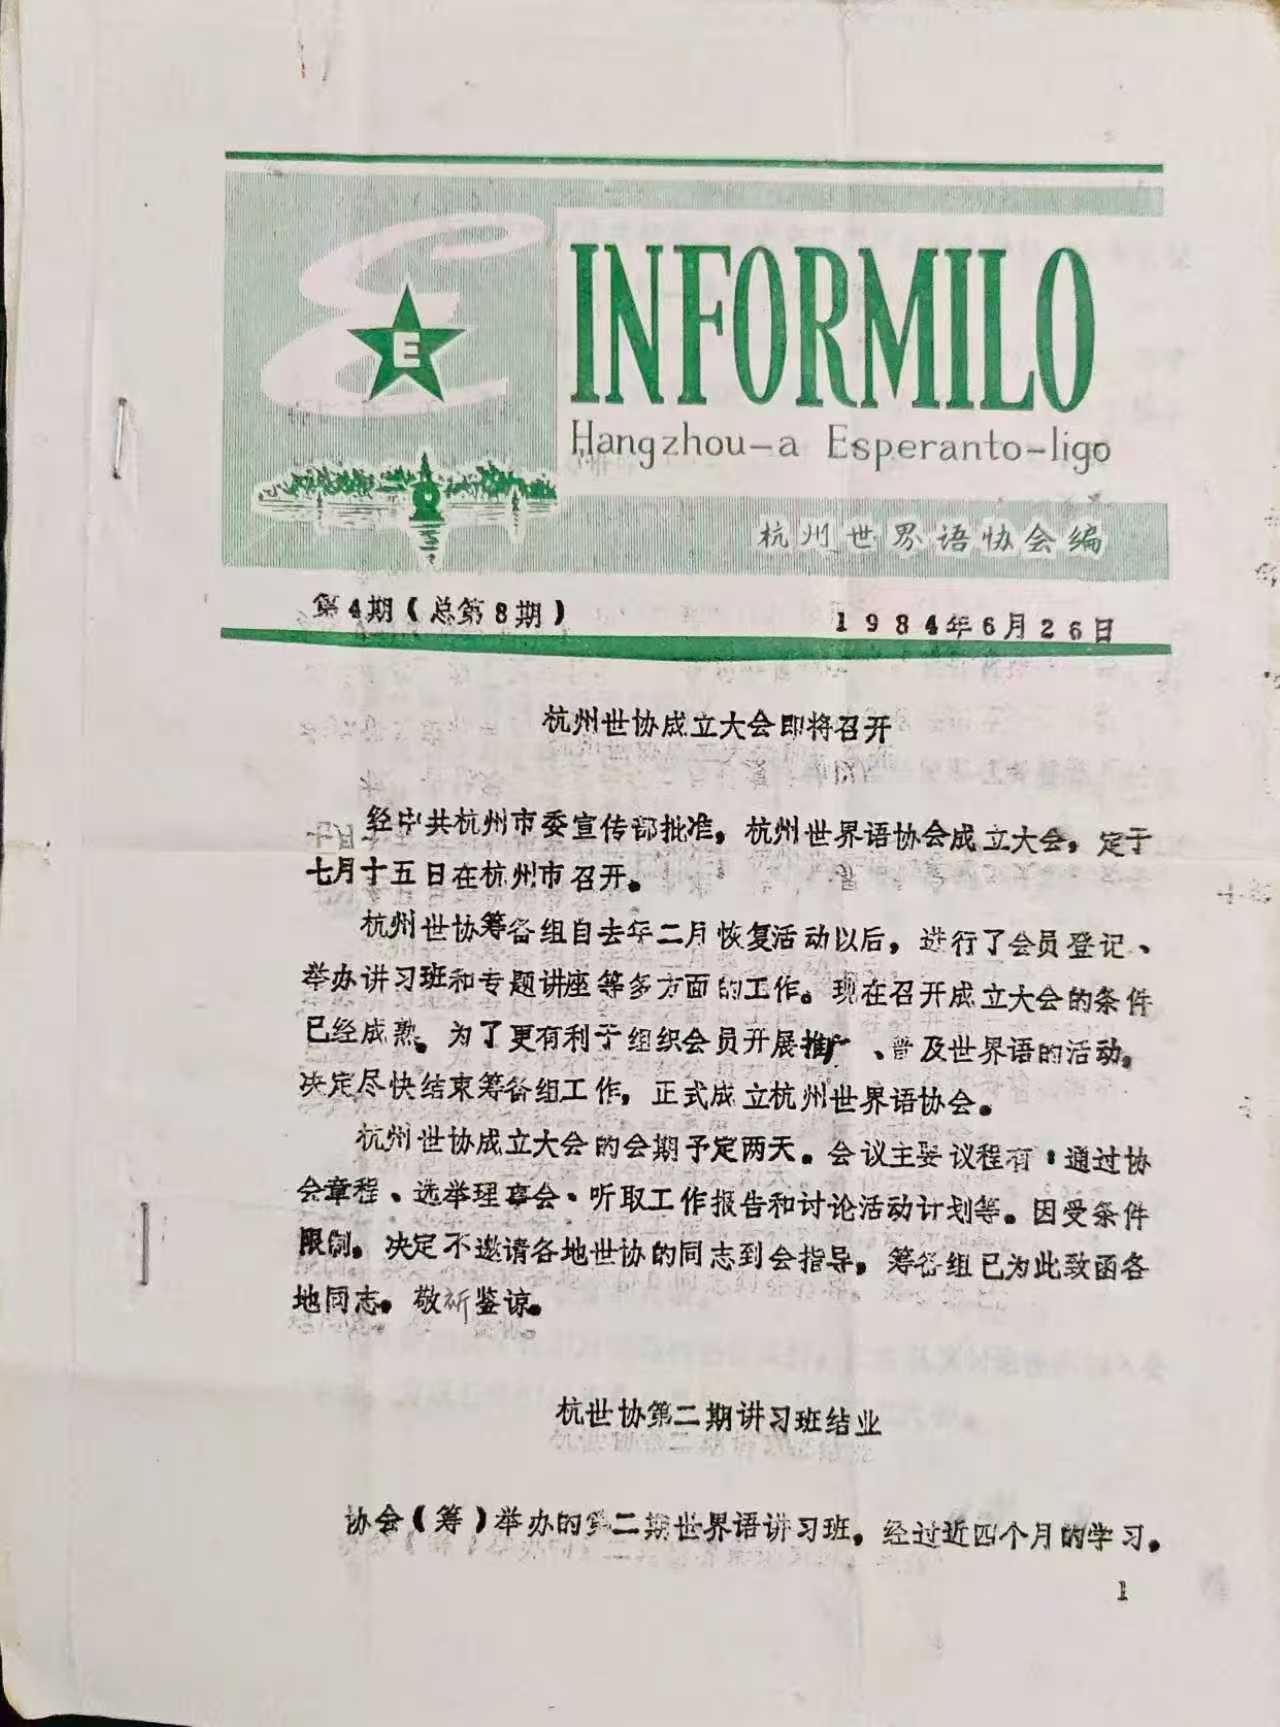 E
INFORMILO
Hangzhou-a Esperanto-ligo
杭州世界语协会编
第4期(总第8期)
1984年6月26日
杭州世协成立大会即将召开
经中共杭州市委宣传部批准，杭州世界语协会成立大会，定于
七月十五日在杭州市召开。
杭州世协筹备组自去年二月恢复活动以后，进行了会员登记、
举办讲习班和专题讲座等多方面的工作。现在召开成立大会的条件
已经成熟。为了更有利于组织会员开展推广、普及世界语的活动，
决定尽快结束筹备组工作，正式成立杭州世界语协会。
杭州世协成立大会的会期予定两天。会议主要议程有：通过协
会章程、选举理事会、听取工作报告和讨论活动计划等。因受条件
限制，决定不邀请各地世协的同志到会指导，筹备组已为此致函各
地同志。敬祈鉴谅。
杭世协第二期讲习班结业
协会(筹)举办的第二期世界语讲习班，经过近四个月的学习，
1